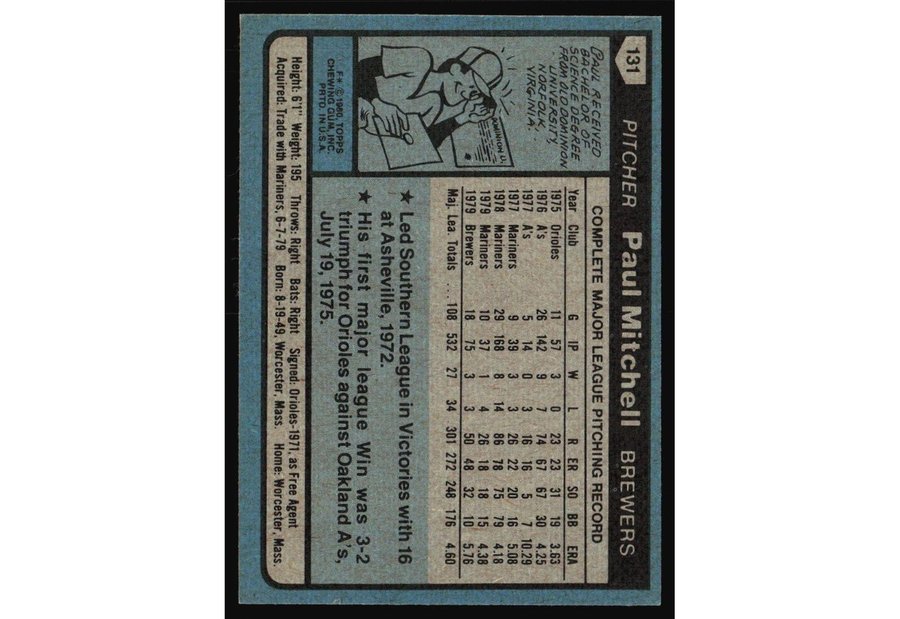 131 PITCHER Paul Mitchell BREWERS
PAUL RECEIVED
BACHELOR OF
SCIENCE DEGREE
FROM OLD DOMINION
UNIVERSITY,
NORFOLK,
VIRGINIA.
DOMINION U.
F* © 1980, TOPPS
CHEWING GUM, INC.
PRTD. IN U.S.A.
COMPLETE MAJOR LEAGUE PITCHING RECORD
Year Club G IP W L R ER SO BB ERA
1975 Orioles 11 57 3 0 23 23 31 19 3.63
1976 A's 26 142 9 7 74 67 67 30 4.25
1977 A's 5 14 0 3 16 16 5 7 10.29
1977 Mariners 9 39 3 3 26 22 20 16 5.08
1978 Mariners 29 168 8 14 86 78 75 79 4.18
1979 Mariners 10 37 1 4 26 18 18 15 4.38
1979 Brewers 18 75 3 3 50 48 32 10 5.76
Maj. Lea. Totals .... 108 532 27 34 301 272 248 176 4.60
★ Led Southern League in Victories with 16
at Asheville, 1972.
★ His first major league Win was 3-2
triumph for Orioles against Oakland A's,
July 19, 1975.
Height: 6'1" Weight: 195 Throws: Right Bats: Right Signed: Orioles-1971, as Free Agent
Acquired: Trade with Mariners, 6-7-79 Born: 8-19-49, Worcester, Mass. Home: Worcester, Mass.